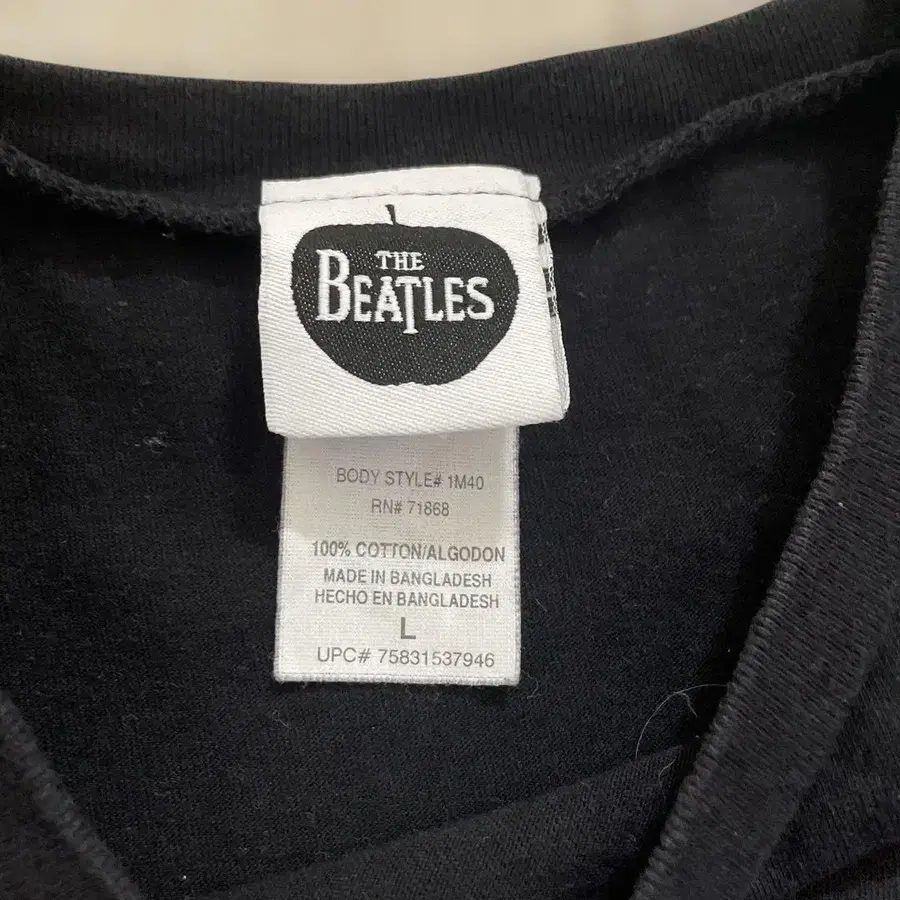 THE
BEATLES
BODY STYLE# 1M40
RN# 71868
100% COTTON/ALGODON
MADE IN BANGLADESH
HECHO EN BANGLADESH
L
UPC# 75831537946